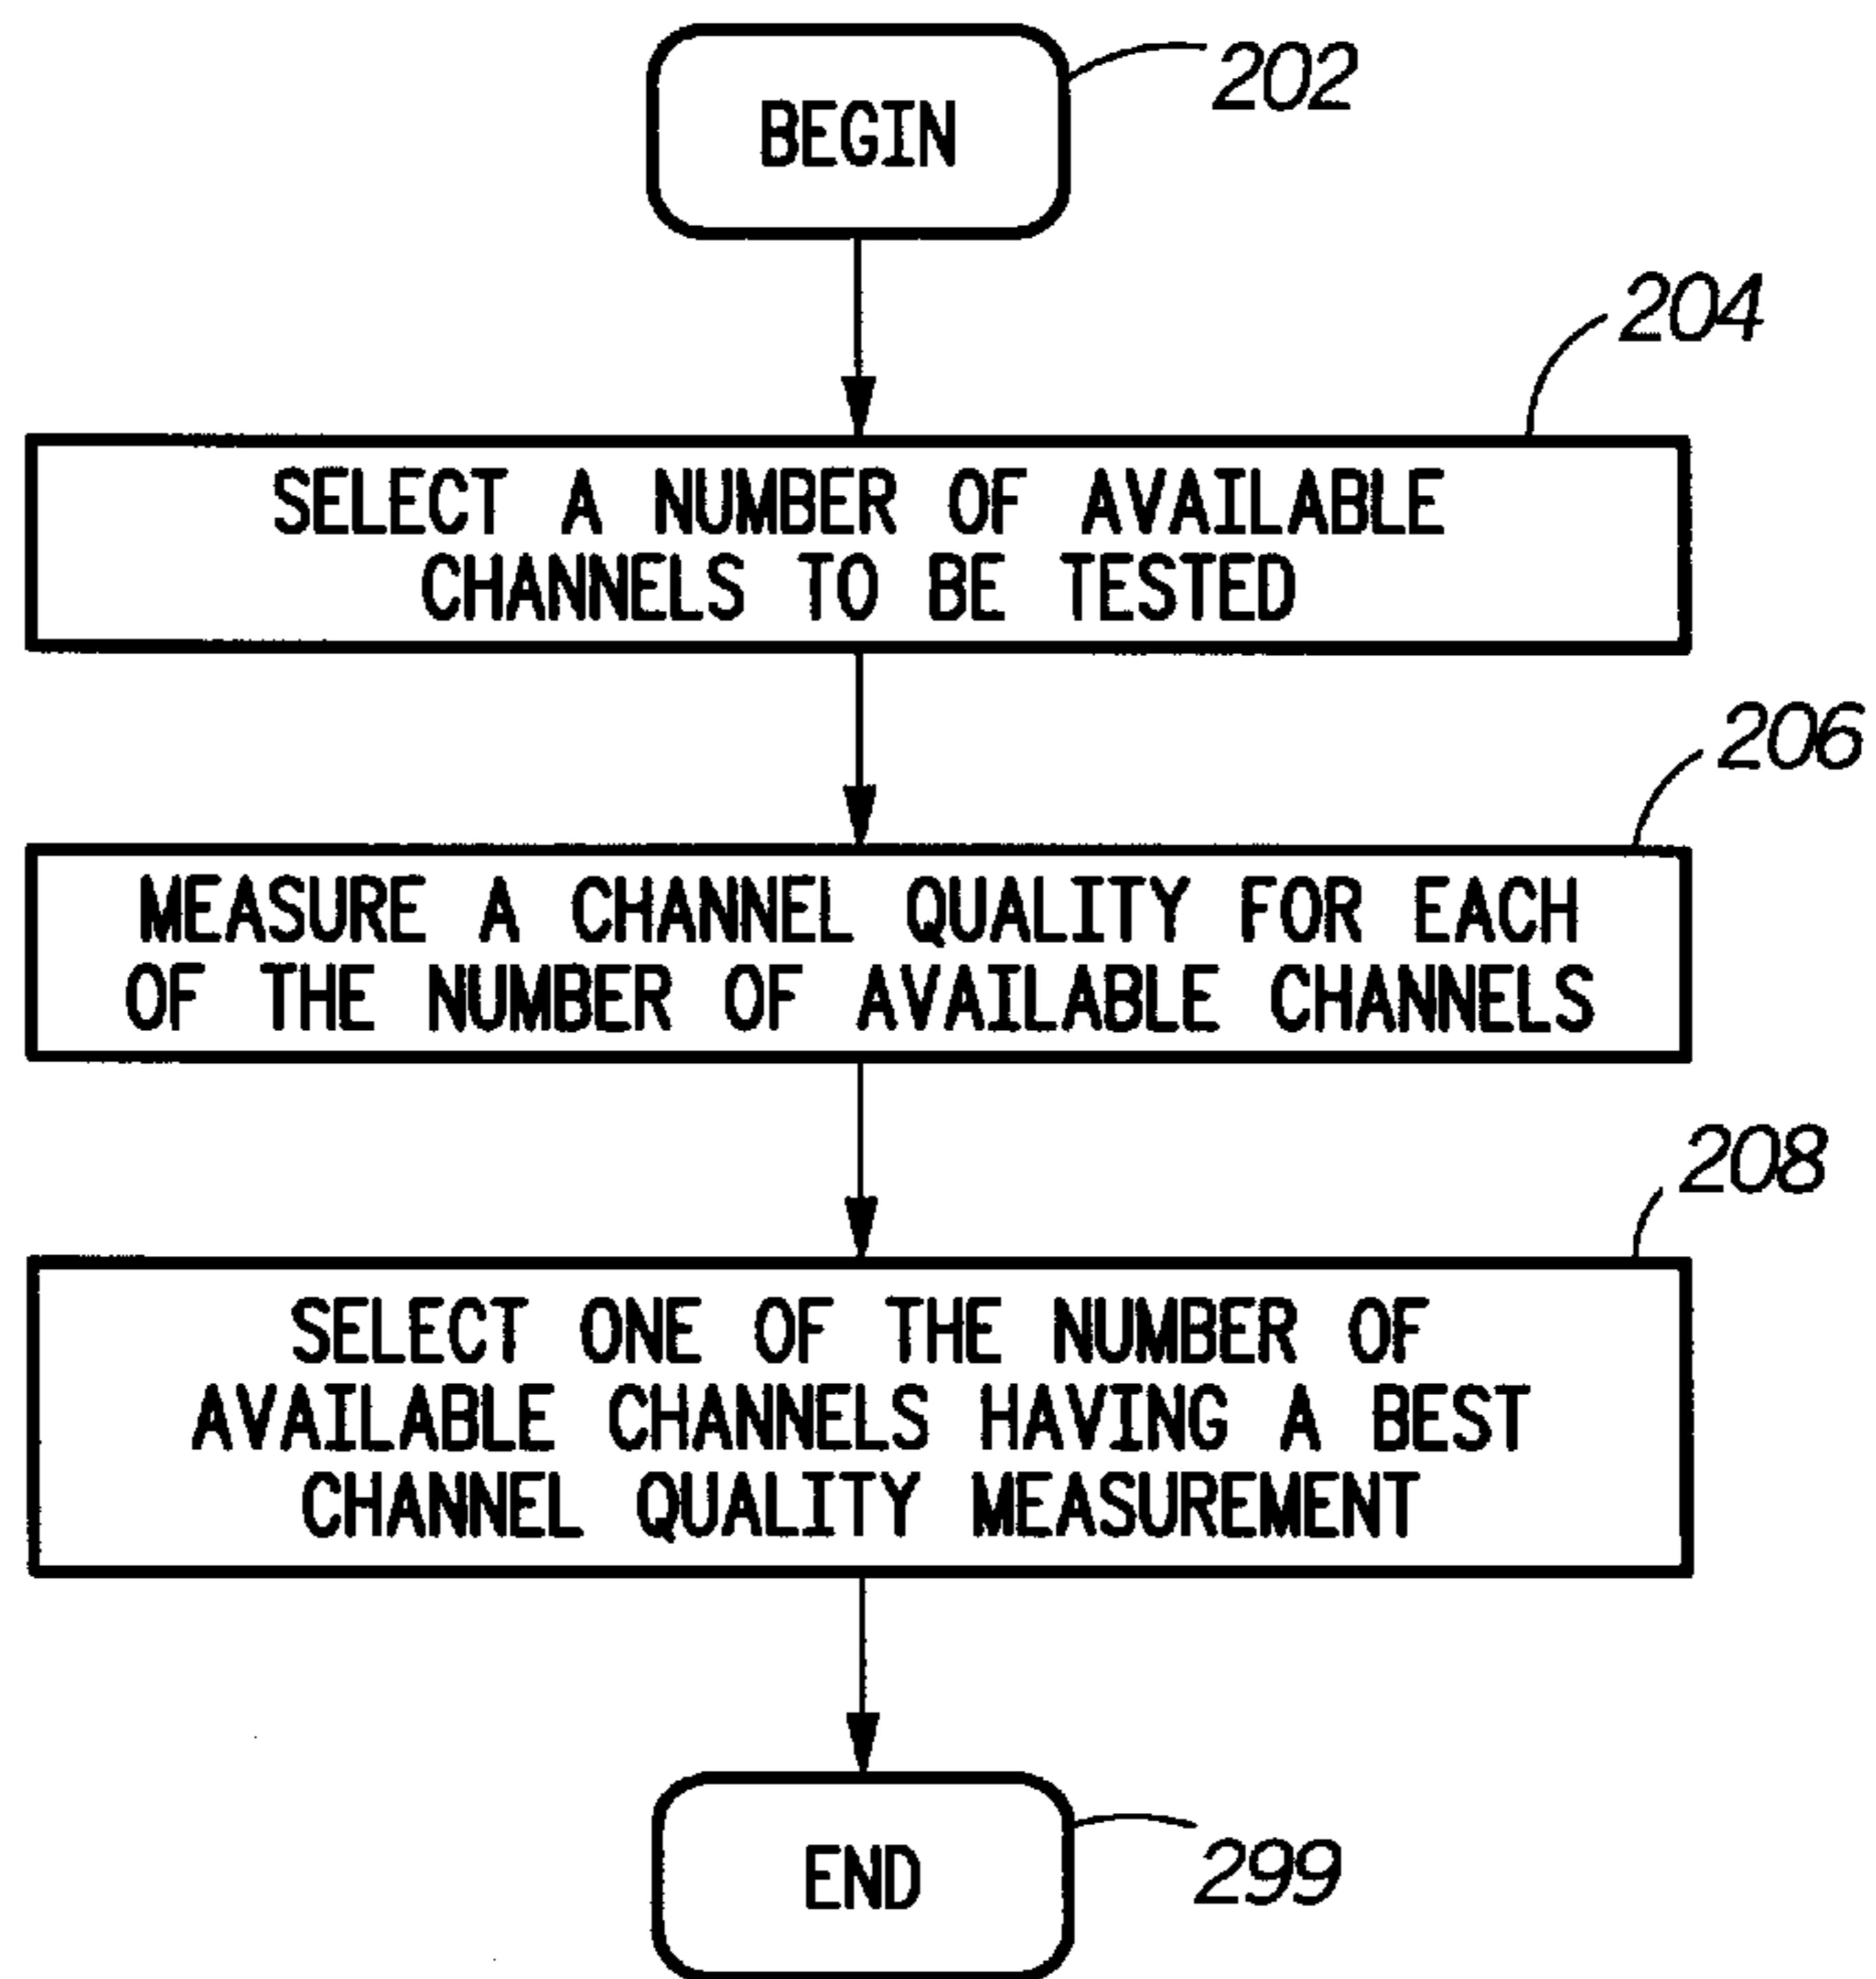 BEGIN
202
204
SELECT A NUMBER OF AVAILABLE
CHANNELS TO BE TESTED
206
MEASURE A CHANNEL QUALITY FOR EACH
OF THE NUMBER OF AVAILABLE CHANNELS
208
SELECT ONE OF THE NUMBER OF
AVAILABLE CHANNELS HAVING A BEST
CHANNEL QUALITY MEASUREMENT
END
299